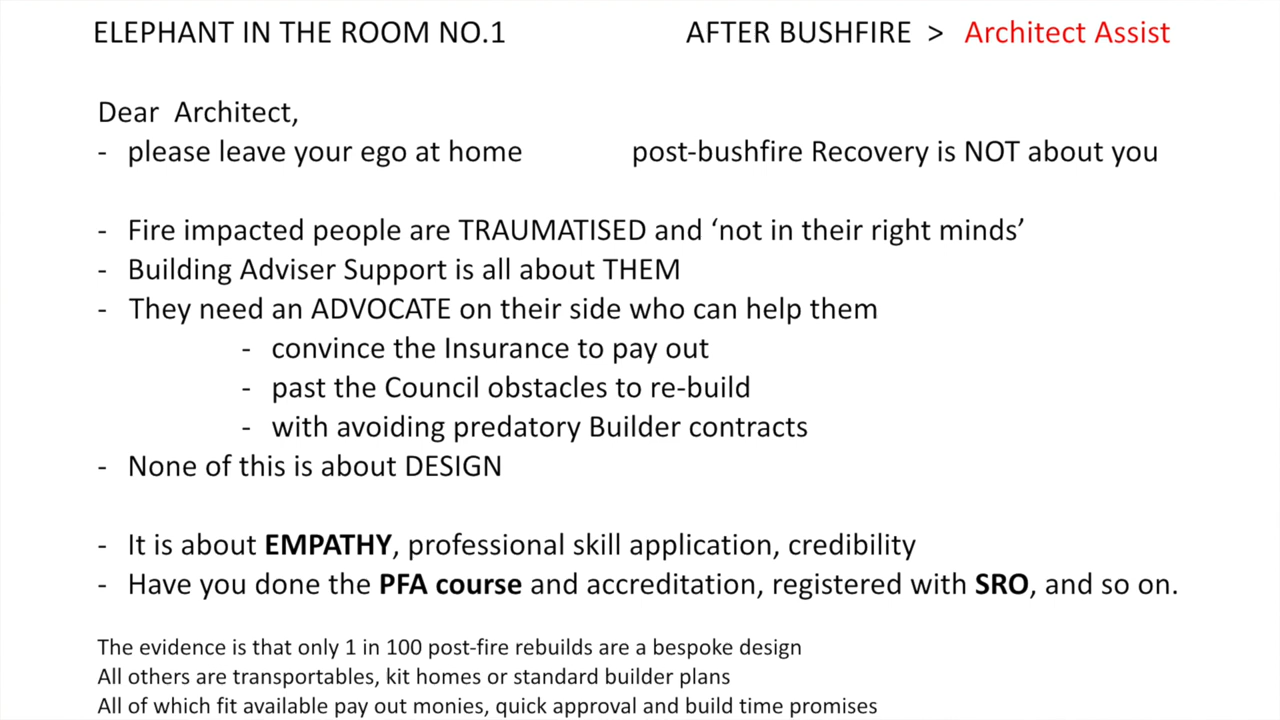 ELEPHANT IN THE ROOM NO.1 AFTER BUSHFIRE > Architect Assist
Dear Architect,
- please leave your ego at home post-bushfire Recovery is NOT about you
- Fire impacted people are TRAUMATISED and ‘not in their right minds’
- Building Adviser Support is all about THEM
- They need an ADVOCATE on their side who can help them
- convince the Insurance to pay out
- past the Council obstacles to re-build
- with avoiding predatory Builder contracts
- None of this is about DESIGN
- It is about EMPATHY, professional skill application, credibility
- Have you done the PFA course and accreditation, registered with SRO, and so on.
The evidence is that only 1 in 100 post-fire rebuilds are a bespoke design
All others are transportables, kit homes or standard builder plans
All of which fit available pay out monies, quick approval and build time promises